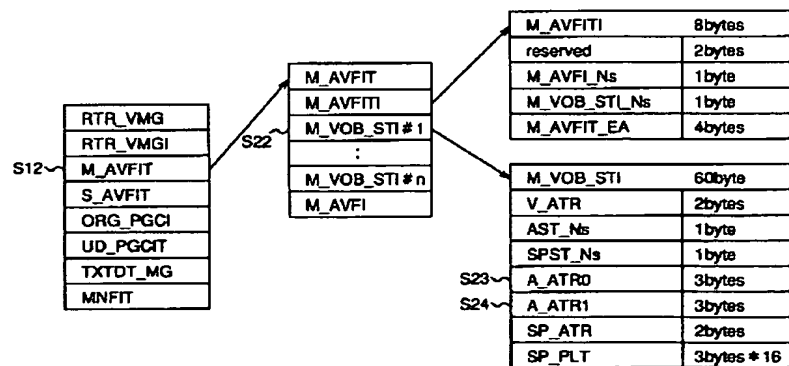 RTR_VMG
RTR_VMGI
S12 M_AVFIT
S_AVFIT
ORG_PGCI
UD_PGCIT
TXTDT_MG
MNFIT
M_AVFIT
M_AVFITI
S22 M_VOB_STI#1
:
M_VOB_STI#n
M_AVFI
M_AVFITI 8bytes
reserved 2bytes
M_AVFI_Ns 1byte
M_VOB_STI_Ns 1byte
M_AVFIT_EA 4bytes
M_VOB_STI 60byte
V_ATR 2bytes
AST_Ns 1byte
SPST_Ns 1byte
S23 A_ATR0 3bytes
S24 A_ATR1 3bytes
SP_ATR 2bytes
SP_PLT 3bytes*16